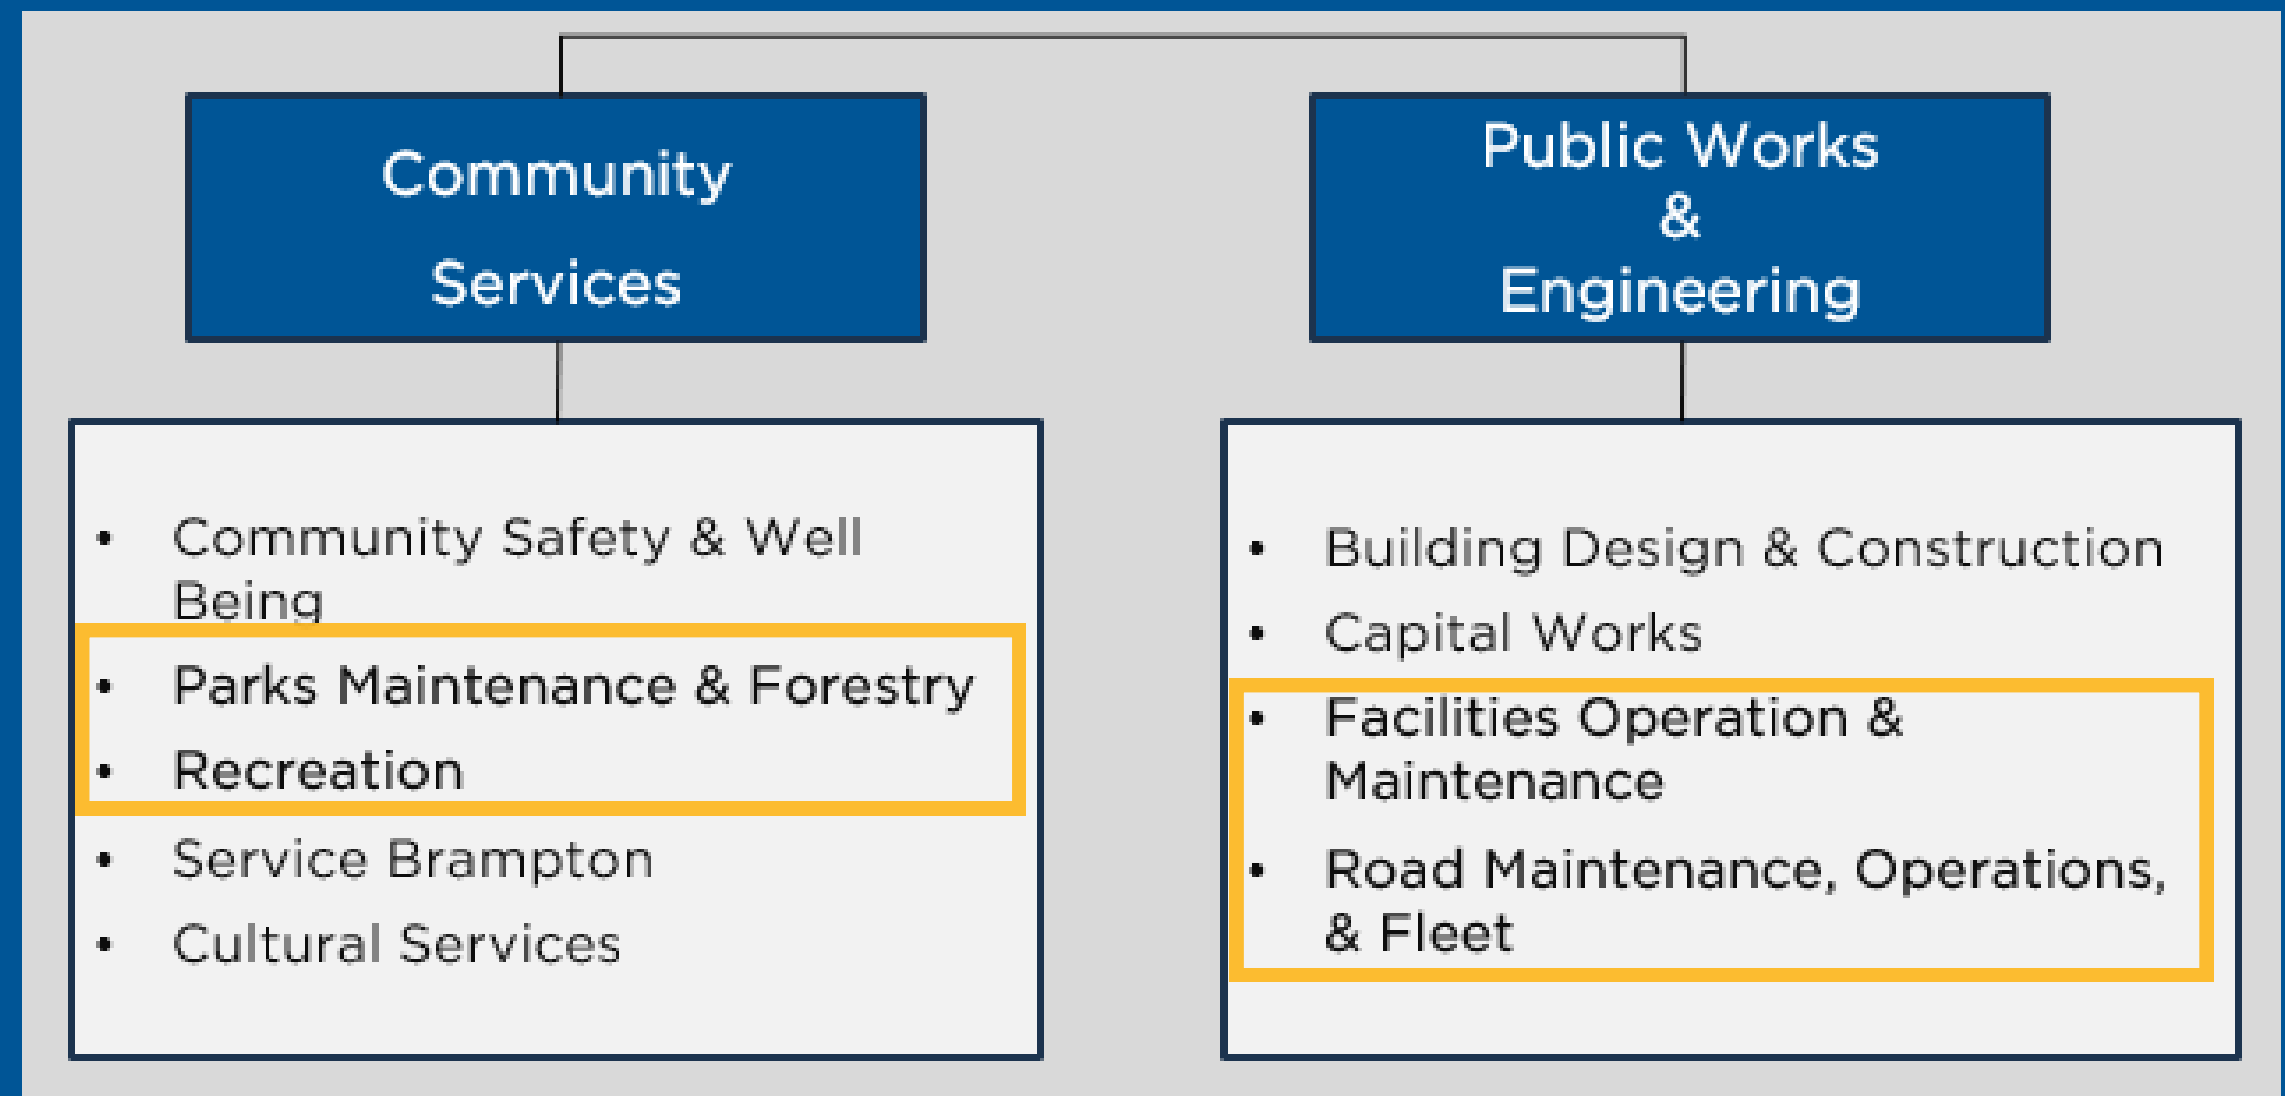 Community
Services
• Community Safety & Well
Being
• Parks Maintenance & Forestry
• Recreation
• Service Brampton
• Cultural Services
Public Works
&
Engineering
• Building Design & Construction
• Capital Works
• Facilities Operation &
Maintenance
• Road Maintenance, Operations,
& Fleet